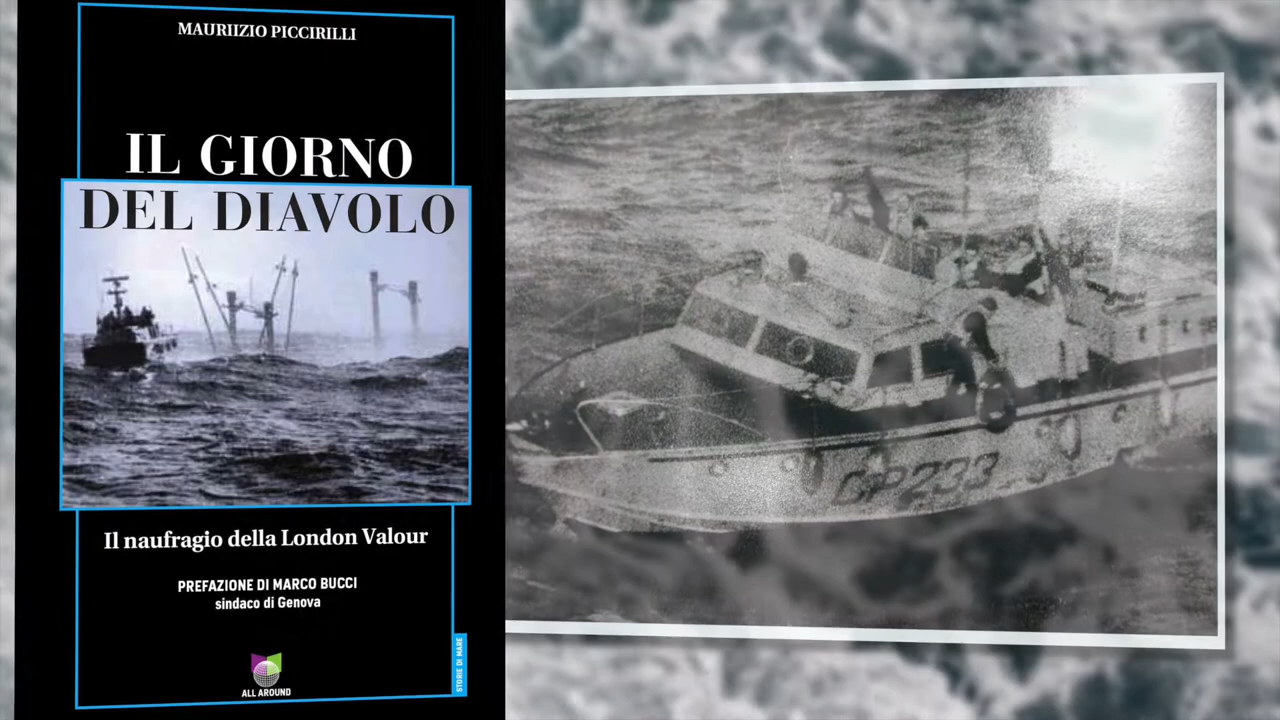 MAURIIZIO PICCIRILLI
IL GIORNO
DEL DIAVOLO
Il naufragio della London Valour
PREFAZIONE DI MARCO BUCCI
sindaco di Genova
STORIE DI MARE
ALL AROUND
CP233